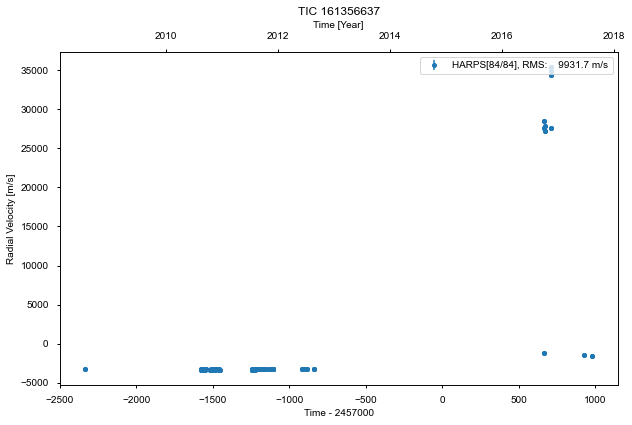 TIC 161356637
Time [Year]
2010 2012 2014 2016 2018
HARPS[84/84], RMS: 9931.7 m/s
35000
30000
25000
20000
15000
10000
5000
0
−5000
Radial Velocity [m/s]
−2500 −2000 −1500 −1000 −500 0 500 1000
Time - 2457000